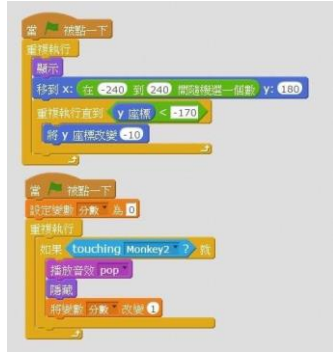 當 被點一下
重複執行
顯示
移到 x: 在 -240 到 240 間隨機選一個數 y: 180
重複執行直到 y 座標 < -170
將 y 座標改變 -10
當 被點一下
設定變數 分數 為 0
重複執行
如果 touching Monkey2 ? 就
播放音效 pop
隱藏
將變數 分數 改變 1